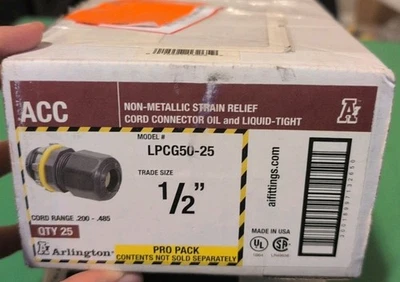 ACC
NON-METALLIC STRAIN RELIEF
CORD CONNECTOR OIL and LIQUID-TIGHT
MODEL #
LPCG50-25
TRADE SIZE
1/2"
CORD RANGE .200 - .485
QTY 25
Arlington
PRO PACK
CONTENTS NOT SOLD SEPARATELY
aifittings.com
MADE IN USA
UL